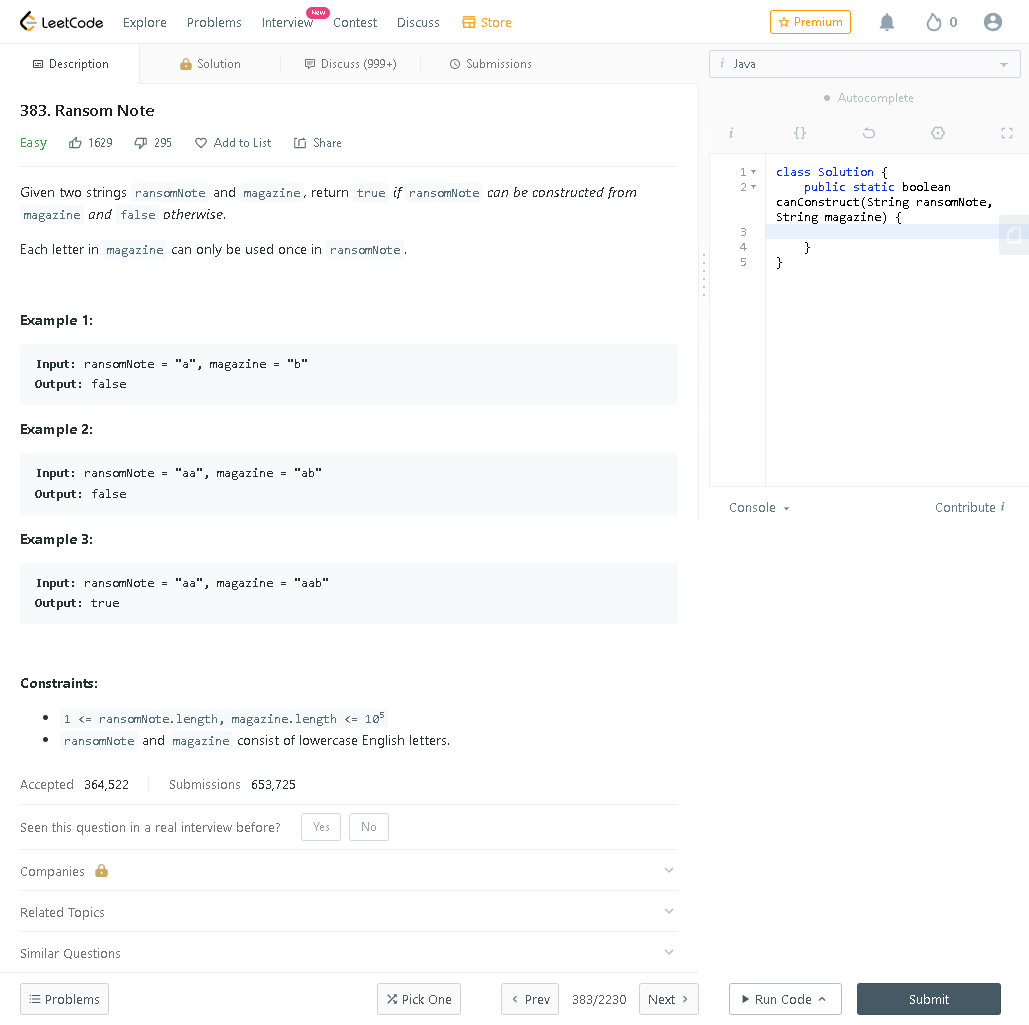 LeetCode Explore Problems Interview New Contest Discuss Store Premium 0
Description Solution Discuss (999+) Submissions
383. Ransom Note
Easy 1629 295 Add to List Share
Given two strings ransomNote and magazine, return true if ransomNote can be constructed from
magazine and false otherwise.
Each letter in magazine can only be used once in ransomNote.
Example 1:
Input: ransomNote = "a", magazine = "b"
Output: false
Example 2:
Input: ransomNote = "aa", magazine = "ab"
Output: false
Example 3:
Input: ransomNote = "aa", magazine = "aab"
Output: true
Constraints:
1 <= ransomNote.length, magazine.length <= 10⁵
ransomNote and magazine consist of lowercase English letters.
Accepted 364,522 Submissions 653,725
Seen this question in a real interview before? Yes No
Companies
Related Topics
Similar Questions
Problems Pick One Prev 383/2230 Next
i Java
Autocomplete
i {}
1 class Solution {
2 public static boolean
canConstruct(String ransomNote,
String magazine) {
3
4 }
5 }
Console Contribute i
Run Code Submit